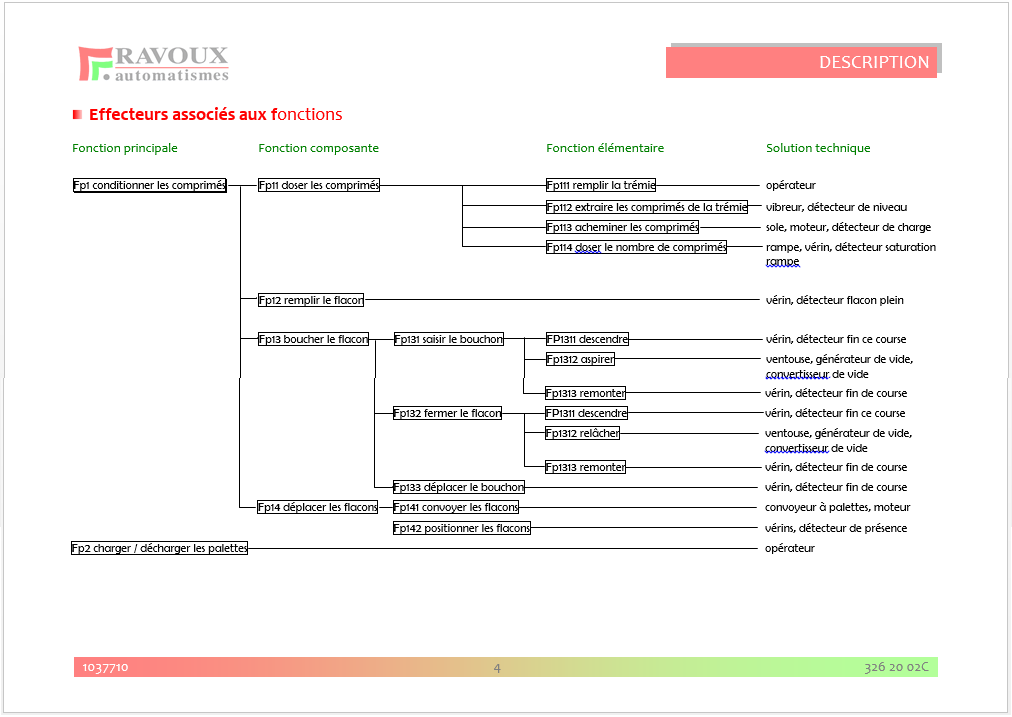 RAVOUX
automatismes
DESCRIPTION
Effecteurs associés aux fonctions
Fonction principale Fonction composante Fonction élémentaire Solution technique
Fp1 conditionner les comprimés Fp11 doser les comprimés Fp111 remplir la trémie opérateur
Fp112 extraire les comprimés de la trémie vibreur, détecteur de niveau
Fp113 acheminer les comprimés sole, moteur, détecteur de charge
Fp114 doser le nombre de comprimés rampe, vérin, détecteur saturation
rampe
Fp12 remplir le flacon vérin, détecteur flacon plein
Fp13 boucher le flacon Fp131 saisir le bouchon FP1311 descendre vérin, détecteur fin ce course
Fp1312 aspirer ventouse, générateur de vide,
convertisseur de vide
Fp1313 remonter vérin, détecteur fin de course
Fp132 fermer le flacon FP1311 descendre vérin, détecteur fin ce course
Fp1312 relâcher ventouse, générateur de vide,
convertisseur de vide
Fp1313 remonter vérin, détecteur fin de course
Fp133 déplacer le bouchon vérin, détecteur fin de course
Fp14 déplacer les flacons Fp141 convoyer les flacons convoyeur à palettes, moteur
Fp142 positionner les flacons vérins, détecteur de présence
Fp2 charger / décharger les palettes opérateur
1037710 4 326 20 02C